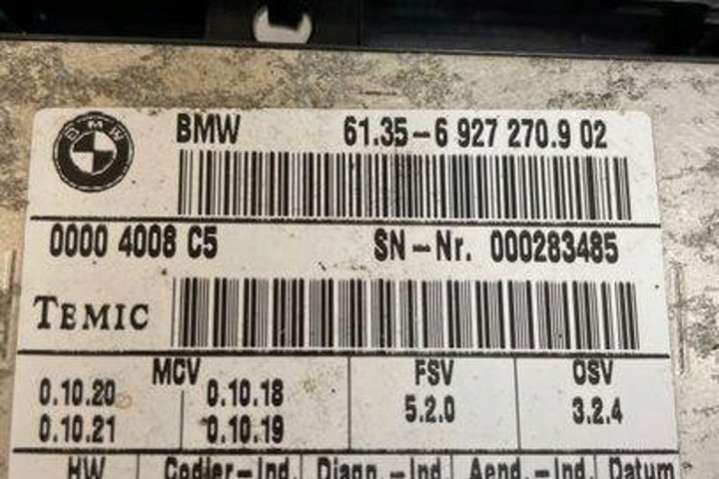 BMW 61.35-6 927 270.9 02
BMW
0000 4008 C5 SN-Nr. 000283485
TEMIC
MCV FSV OSV
0.10.20 0.10.18 5.2.0 3.2.4
0.10.21 0.10.19
HW Codier-Ind. Diagn.-Ind. Aend.-Ind. Datum